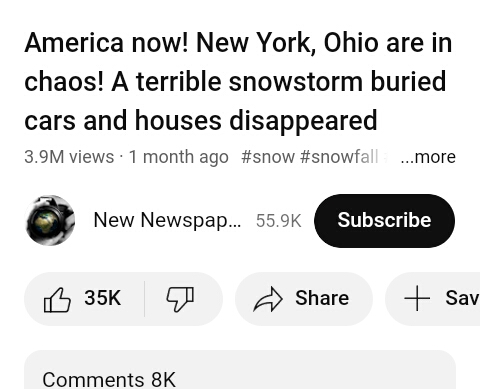 America now! New York, Ohio are in
chaos! A terrible snowstorm buried
cars and houses disappeared
3.9M views · 1 month ago #snow #snowfall ...more
New Newspap... 55.9K Subscribe
35K Share Sav
Comments 8K